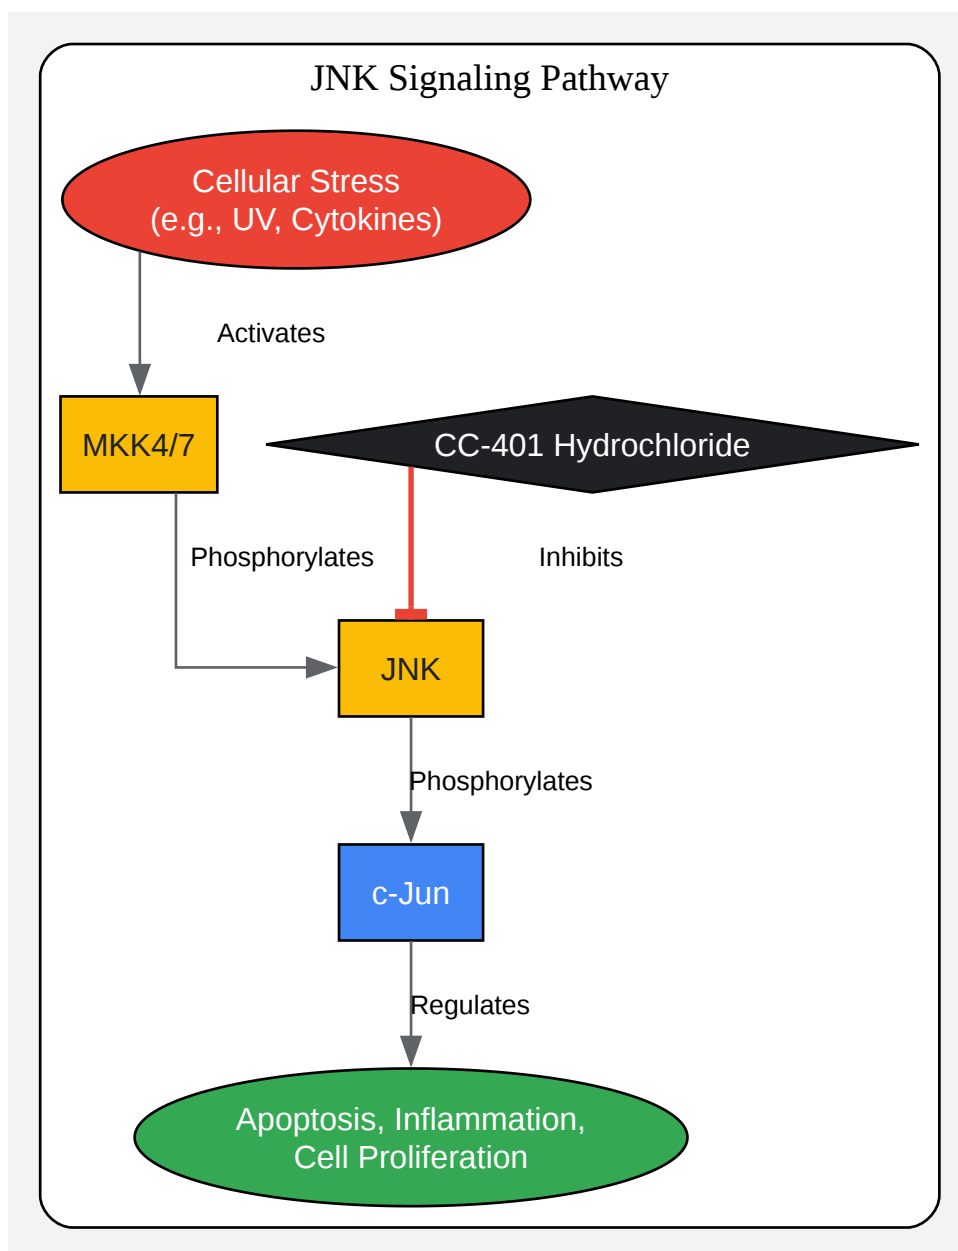 JNK Signaling Pathway
Cellular Stress
(e.g., UV, Cytokines)
Activates
MKK4/7
CC-401 Hydrochloride
Phosphorylates
Inhibits
JNK
Phosphorylates
c-Jun
Regulates
Apoptosis, Inflammation,
Cell Proliferation